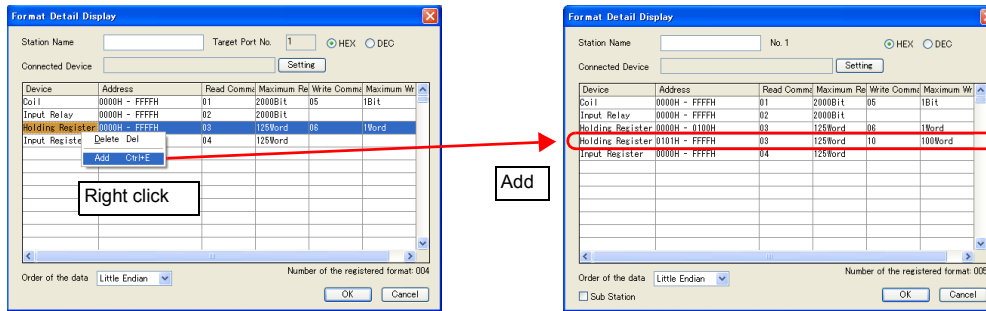 Format Detail Display
Station Name Target Port No. 1 HEX DEC
Connected Device Setting
Device Address Read Comma Maximum Re Write Comma Maximum Wr
Coil 0000H - FFFFH 01 2000Bit 05 1Bit
Input Relay 0000H - FFFFH 02 2000Bit
Holding Register 0000H - FFFFH 03 125Word 06 1Word
Input Registe 04 125Word
Delete Del
Add Ctrl+E
Right click
Order of the data Little Endian
Number of the registered format: 004
OK Cancel
Add
Format Detail Display
Station Name No. 1 HEX DEC
Connected Device Setting
Device Address Read Comma Maximum Re Write Comma Maximum Wr
Coil 0000H - FFFFH 01 2000Bit 05 1Bit
Input Relay 0000H - FFFFH 02 2000Bit
Holding Register 0000H - 0100H 03 125Word 06 1Word
Holding Register 0101H - FFFFH 03 125Word 10 100Word
Input Register 0000H - FFFFH 04 125Word
Order of the data Little Endian
Number of the registered format: 005
Sub Station
OK Cancel